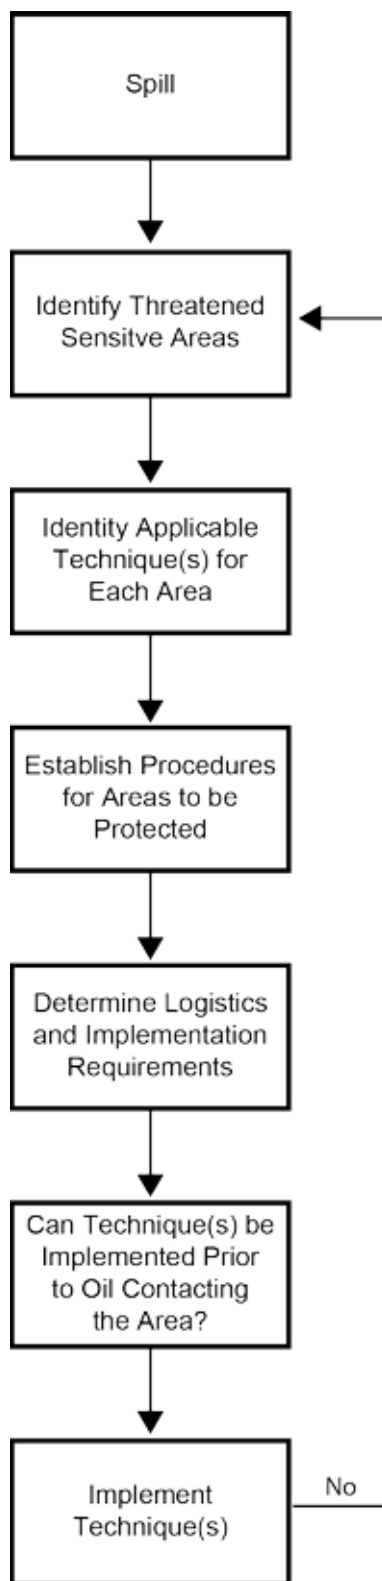 Spill
Identify Threatened
Sensitve Areas
Identity Applicable
Technique(s) for
Each Area
Establish Procedures
for Areas to be
Protected
Determine Logistics
and Implementation
Requirements
Can Technique(s) be
Implemented Prior
to Oil Contacting
the Area?
Implement
Technique(s)
No